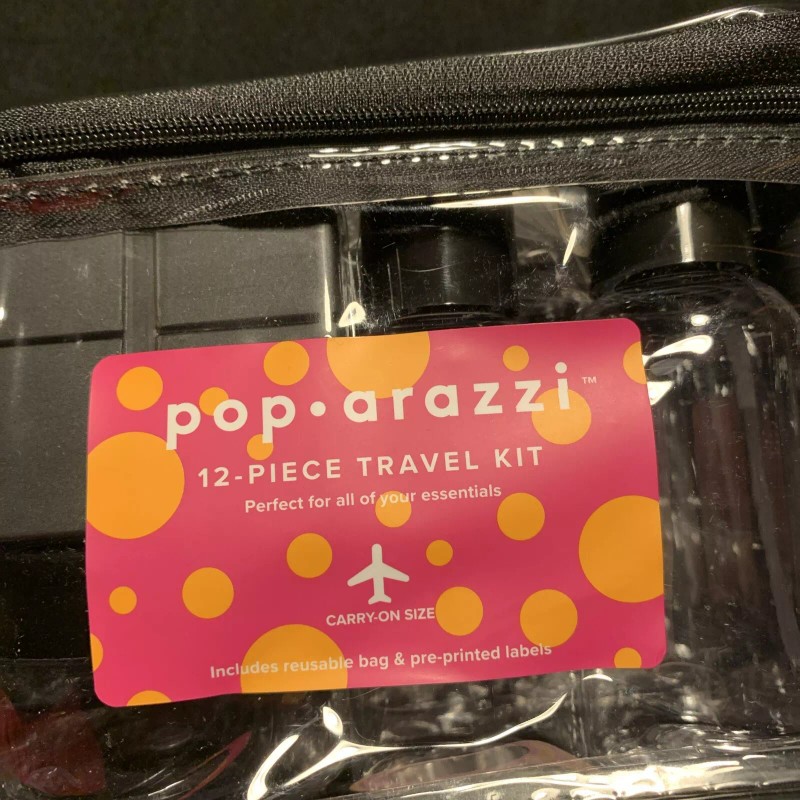 pop•arazzi™
12-PIECE TRAVEL KIT
Perfect for all of your essentials
CARRY-ON SIZE
Includes reusable bag & pre-printed labels